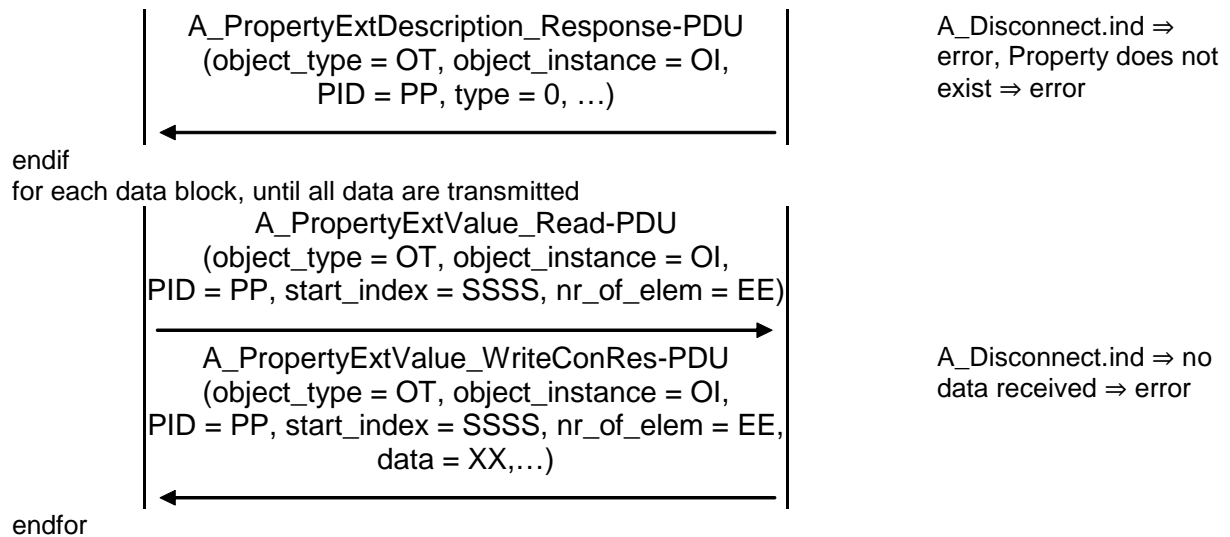 A_PropertyExtDescription_Response-PDU
(object_type = OT, object_instance = OI,
PID = PP, type = 0, …)
A_Disconnect.ind ⇒
error, Property does not
exist ⇒ error
endif
for each data block, until all data are transmitted
A_PropertyExtValue_Read-PDU
(object_type = OT, object_instance = OI,
PID = PP, start_index = SSSS, nr_of_elem = EE)
A_PropertyExtValue_WriteConRes-PDU
(object_type = OT, object_instance = OI,
PID = PP, start_index = SSSS, nr_of_elem = EE,
data = XX,…)
A_Disconnect.ind ⇒ no
data received ⇒ error
endfor